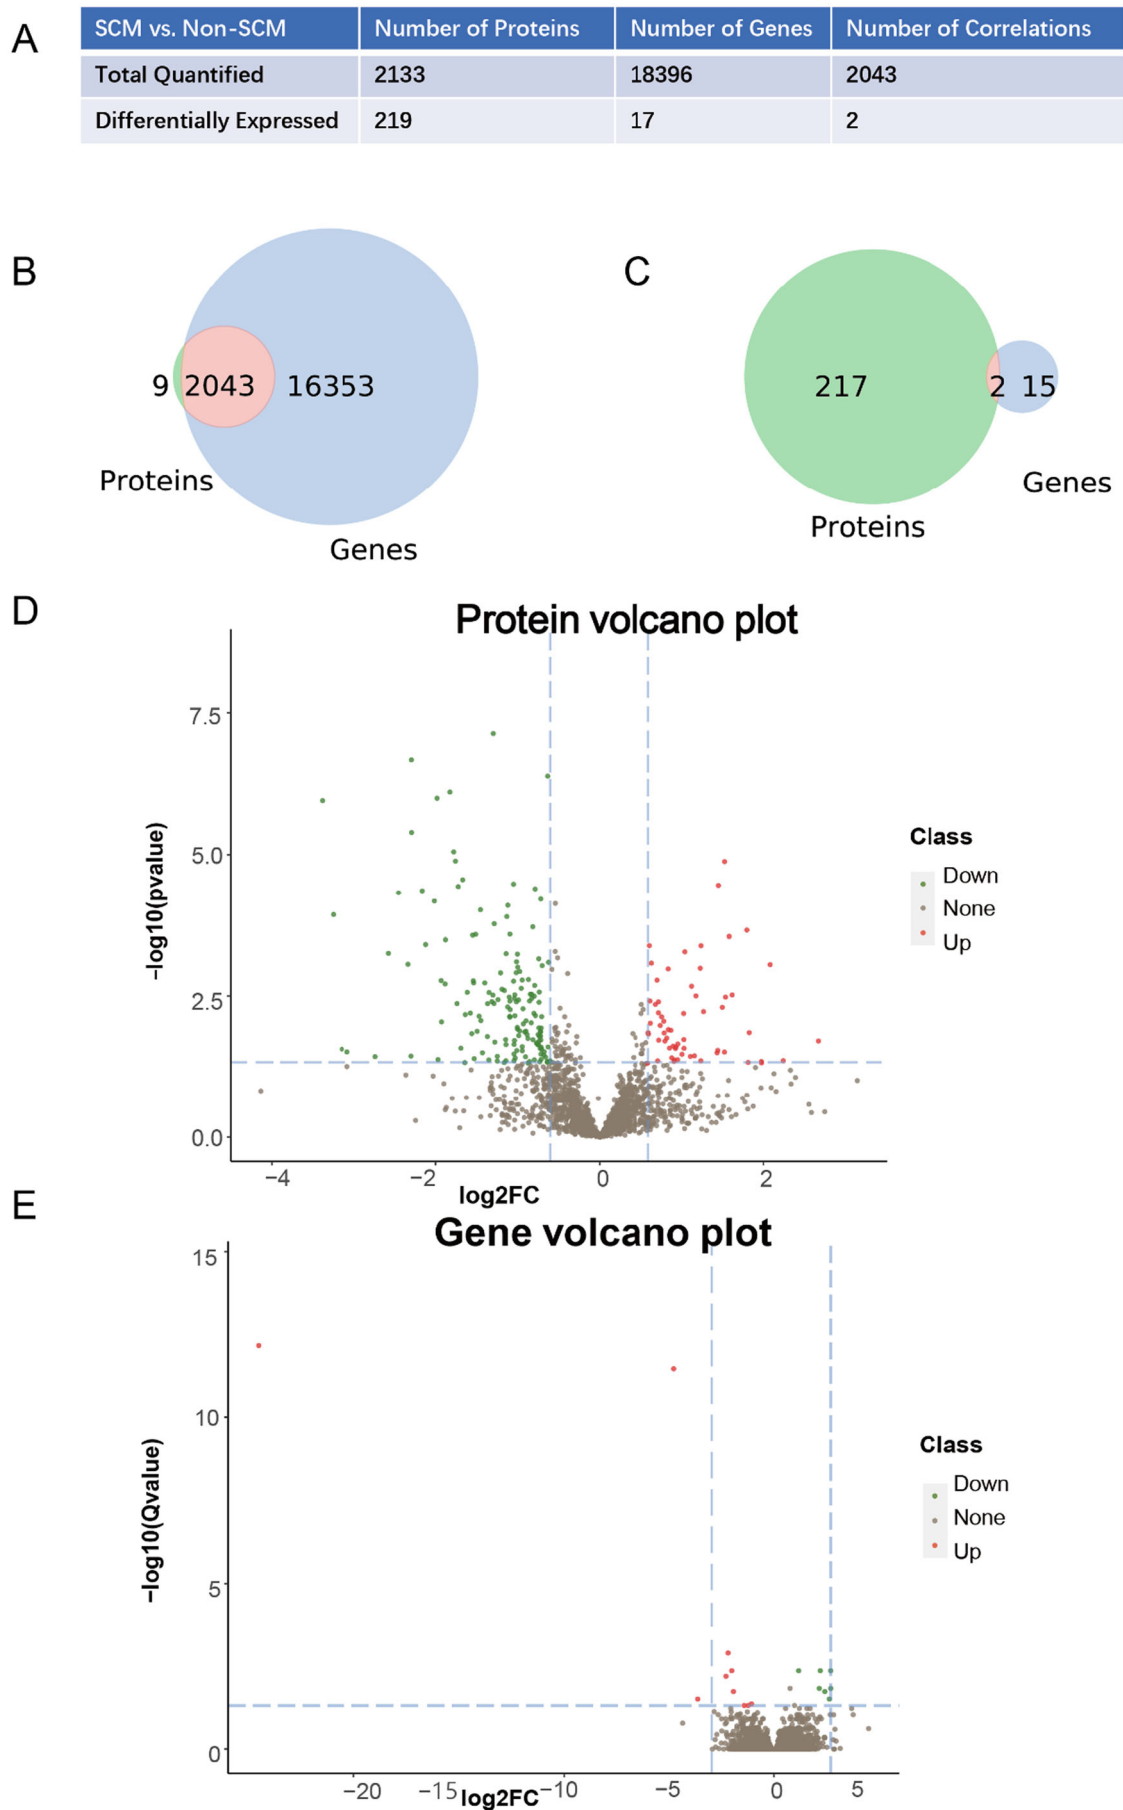 A
SCM vs. Non-SCM Number of Proteins Number of Genes Number of Correlations
Total Quantified 2133 18396 2043
Differentially Expressed 219 17 2
B
9 2043 16353
Proteins
Genes
C
217 2 15
Genes
Proteins
D
Protein volcano plot
7.5
5.0
2.5
0.0
−log10(pvalue)
−4 −2 0 2
log2FC
Class
Down
None
Up
E
Gene volcano plot
15
10
5
0
−log10(Qvalue)
−20 −15 −10 −5 0 5
log2FC
Class
Down
None
Up